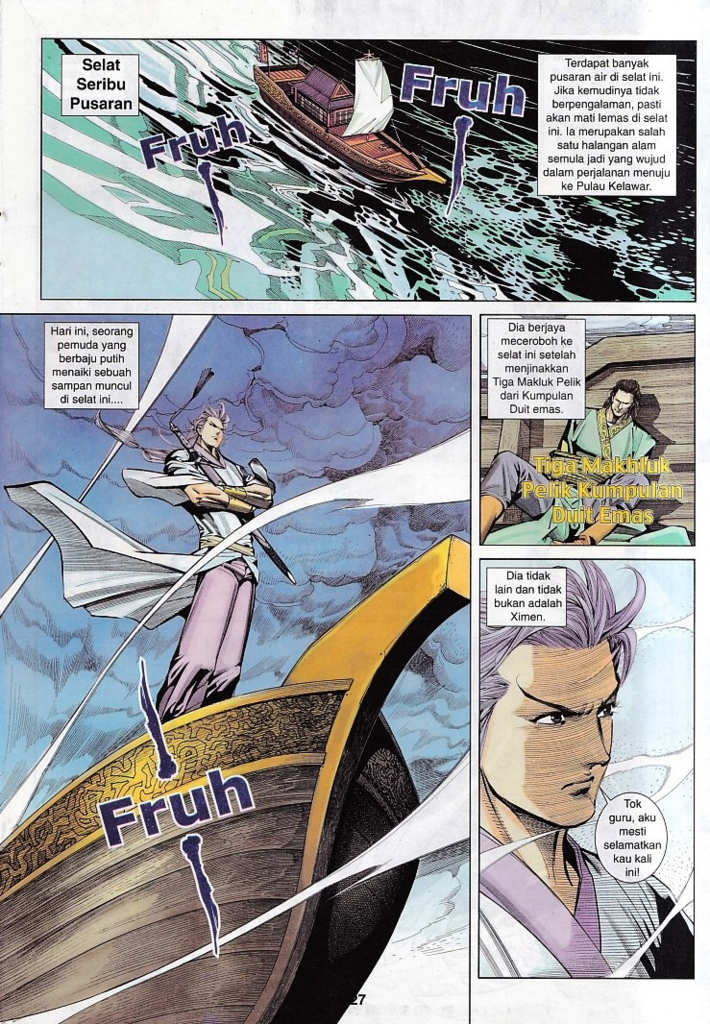 Selat
Seribu
Pusaran
Fruh
Fruh
Terdapat banyak
pusaran air di selat ini.
Jika kemudinya tidak
berpengalaman, pasti
akan mati lemas di selat
ini. Ia merupakan salah
satu halangan alam
semula jadi yang wujud
dalam perjalanan menuju
ke Pulau Kelawar.
Hari ini, seorang
pemuda yang
berbaju putih
menaiki sebuah
sampan muncul
di selat ini....
Fruh
Dia berjaya
meceroboh ke
selat ini setelah
menjinakkan
Tiga Makluk Pelik
dari Kumpulan
Duit emas.
Tiga Makhluk
Pelik Kumpulan
Duit Emas
Dia tidak
lain dan tidak
bukan adalah
Ximen.
Tok
guru, aku
mesti
selamatkan
kau kali
ini!
27